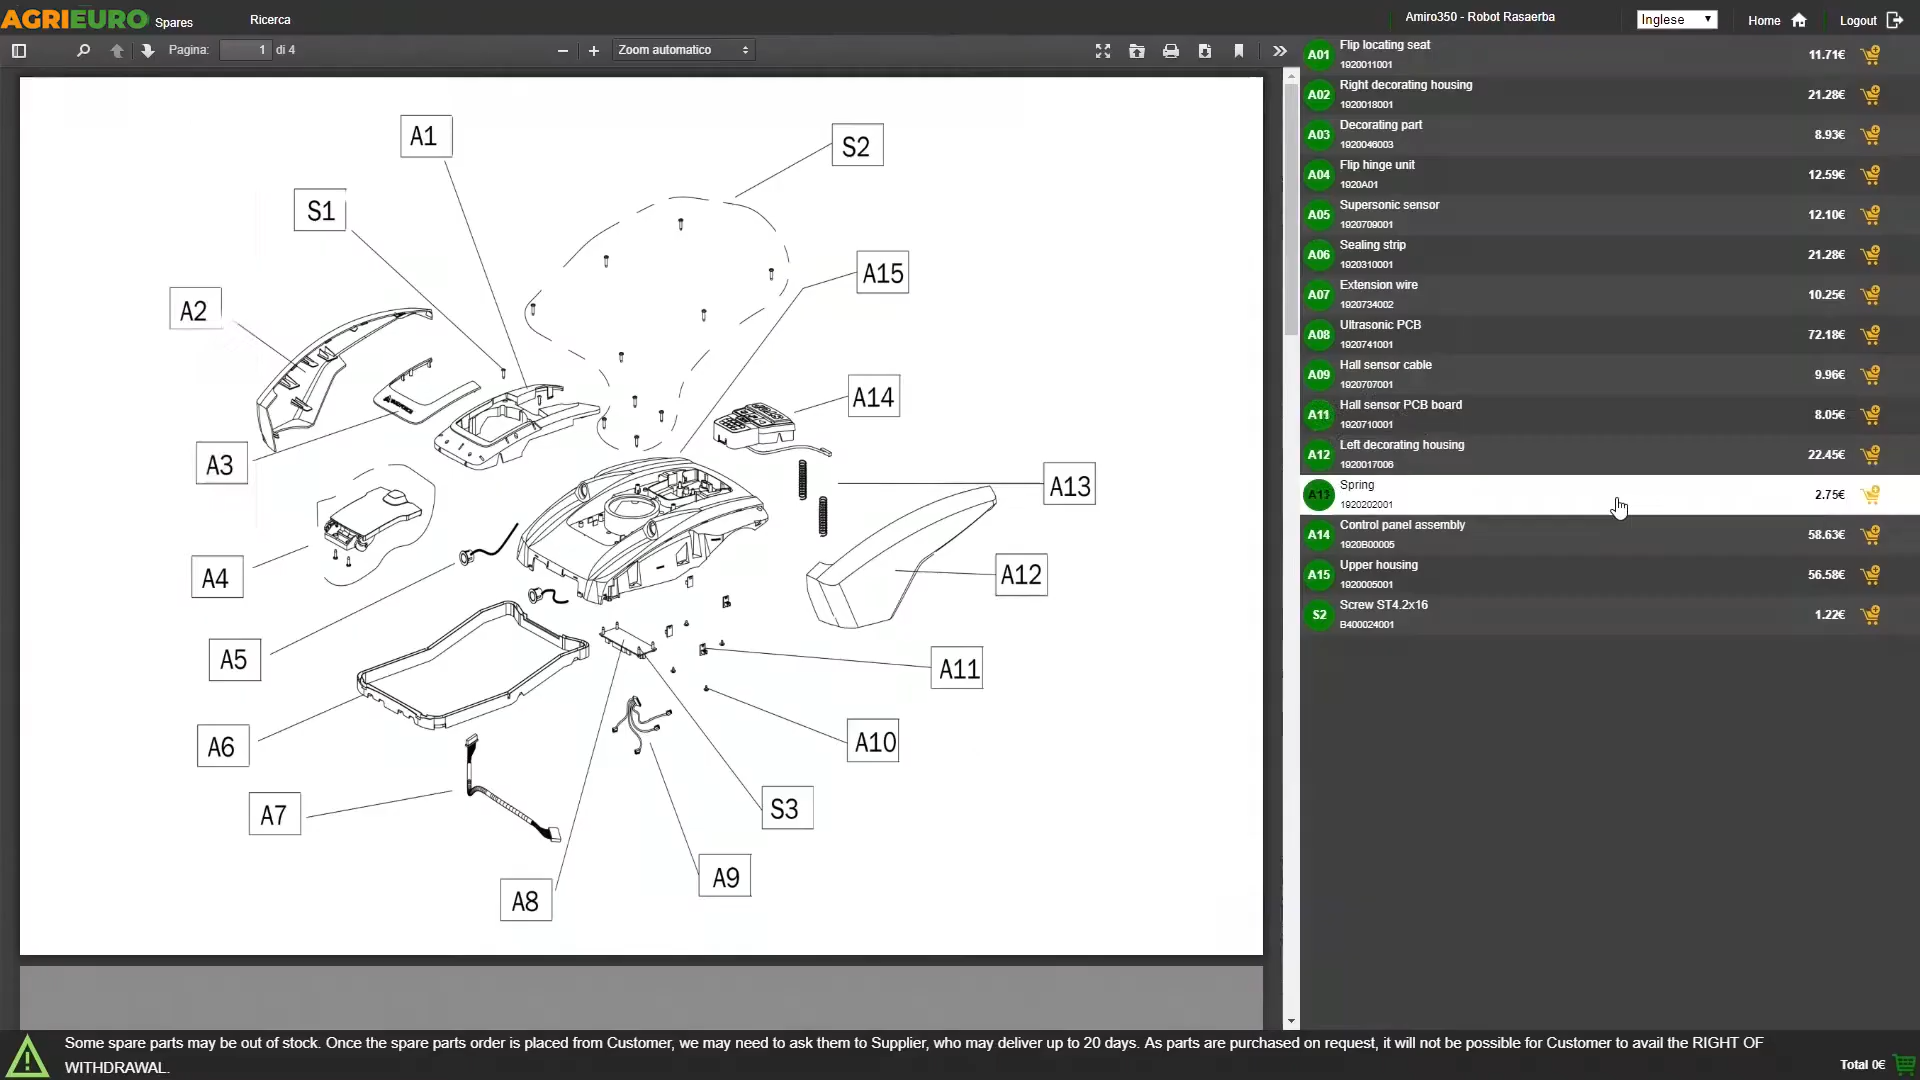 AGRIEURO Spares
Ricerca
Amiro350 - Robot Rasaerba
Inglese
Home
Logout
Pagina: 1 di 4
Zoom automatico
A1
S2
S1
A15
A2
A14
A3
A13
A4
A12
A5
A11
A6
A10
A7
S3
A9
A8
A01 Flip locating seat 11.71€
1920011001
A02 Right decorating housing 21.28€
1920018001
A03 Decorating part 8.93€
1920046003
A04 Flip hinge unit 12.59€
1920A01
A05 Supersonic sensor 12.10€
1920709001
A06 Sealing strip 21.28€
1920310001
A07 Extension wire 10.25€
1920734002
A08 Ultrasonic PCB 72.18€
1920741001
A09 Hall sensor cable 9.96€
1920707001
A11 Hall sensor PCB board 8.05€
1920710001
A12 Left decorating housing 22.45€
1920017006
A13 Spring 2.75€
1920202001
A14 Control panel assembly 58.63€
1920B00005
A15 Upper housing 56.58€
1920005001
S2 Screw ST4.2x16 1.22€
B400024001
Some spare parts may be out of stock. Once the spare parts order is placed from Customer, we may need to ask them to Supplier, who may deliver up to 20 days. As parts are purchased on request, it will not be possible for Customer to avail the RIGHT OF
WITHDRAWAL.
Total 0€